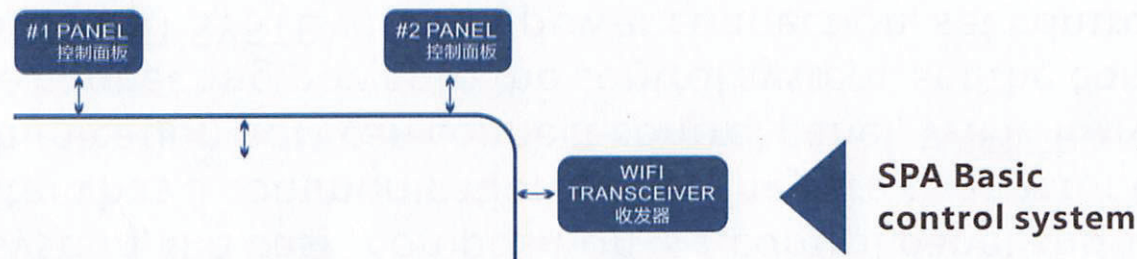 #1 PANEL
控制面板
#2 PANEL
控制面板
WIFI
TRANSCEIVER
收发器
SPA Basic
control system